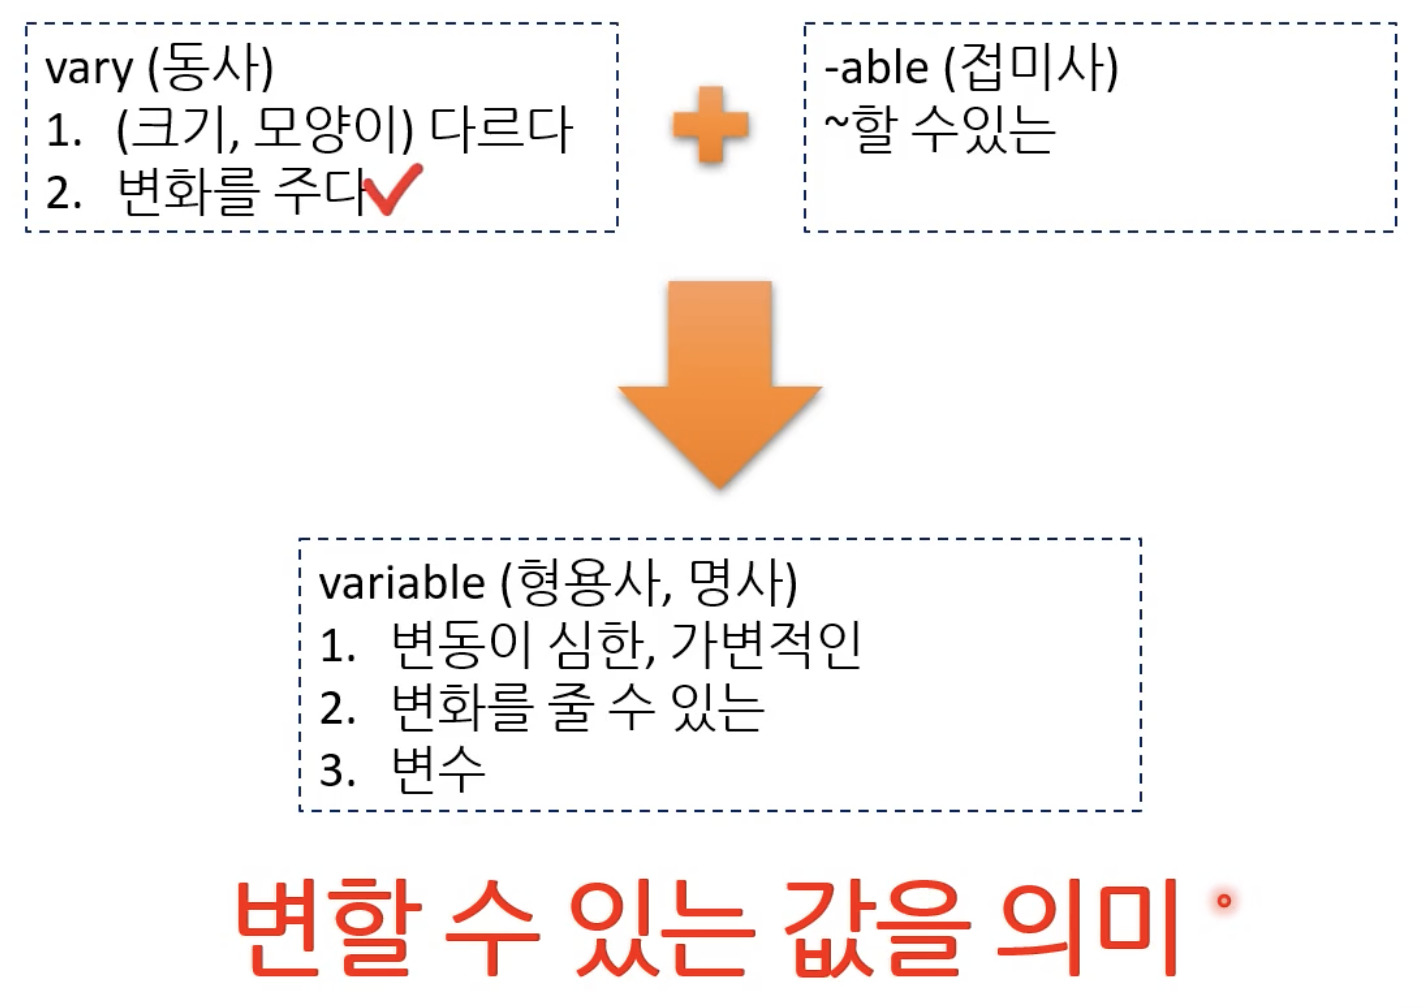 vary (동사)
1. (크기, 모양이) 다르다
2. 변화를 주다
-able (접미사)
~할 수있는
variable (형용사, 명사)
1. 변동이 심한, 가변적인
2. 변화를 줄 수 있는
3. 변수
변할 수 있는 값을 의미